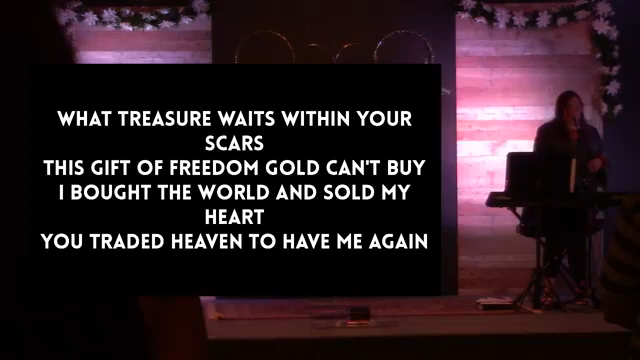 WHAT TREASURE WAITS WITHIN YOUR
SCARS
THIS GIFT OF FREEDOM GOLD CAN'T BUY
I BOUGHT THE WORLD AND SOLD MY
HEART
YOU TRADED HEAVEN TO HAVE ME AGAIN